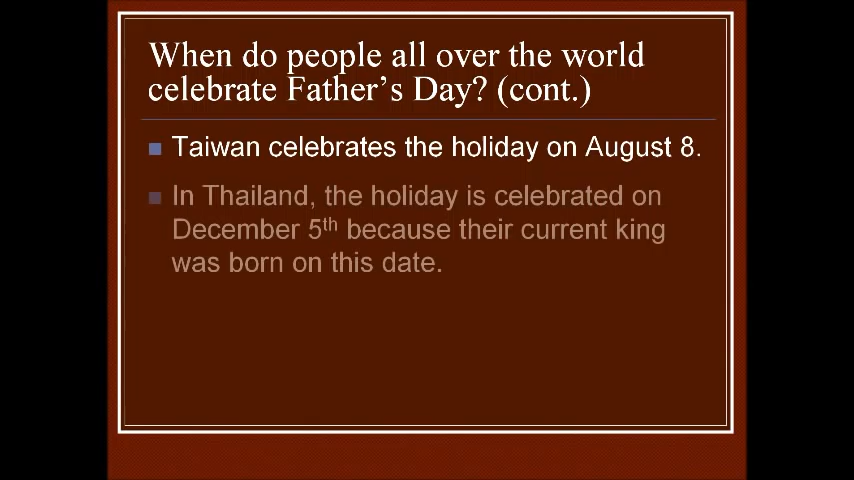 When do people all over the world
celebrate Father's Day? (cont.)
Taiwan celebrates the holiday on August 8.
In Thailand, the holiday is celebrated on
December 5th because their current king
was born on this date.